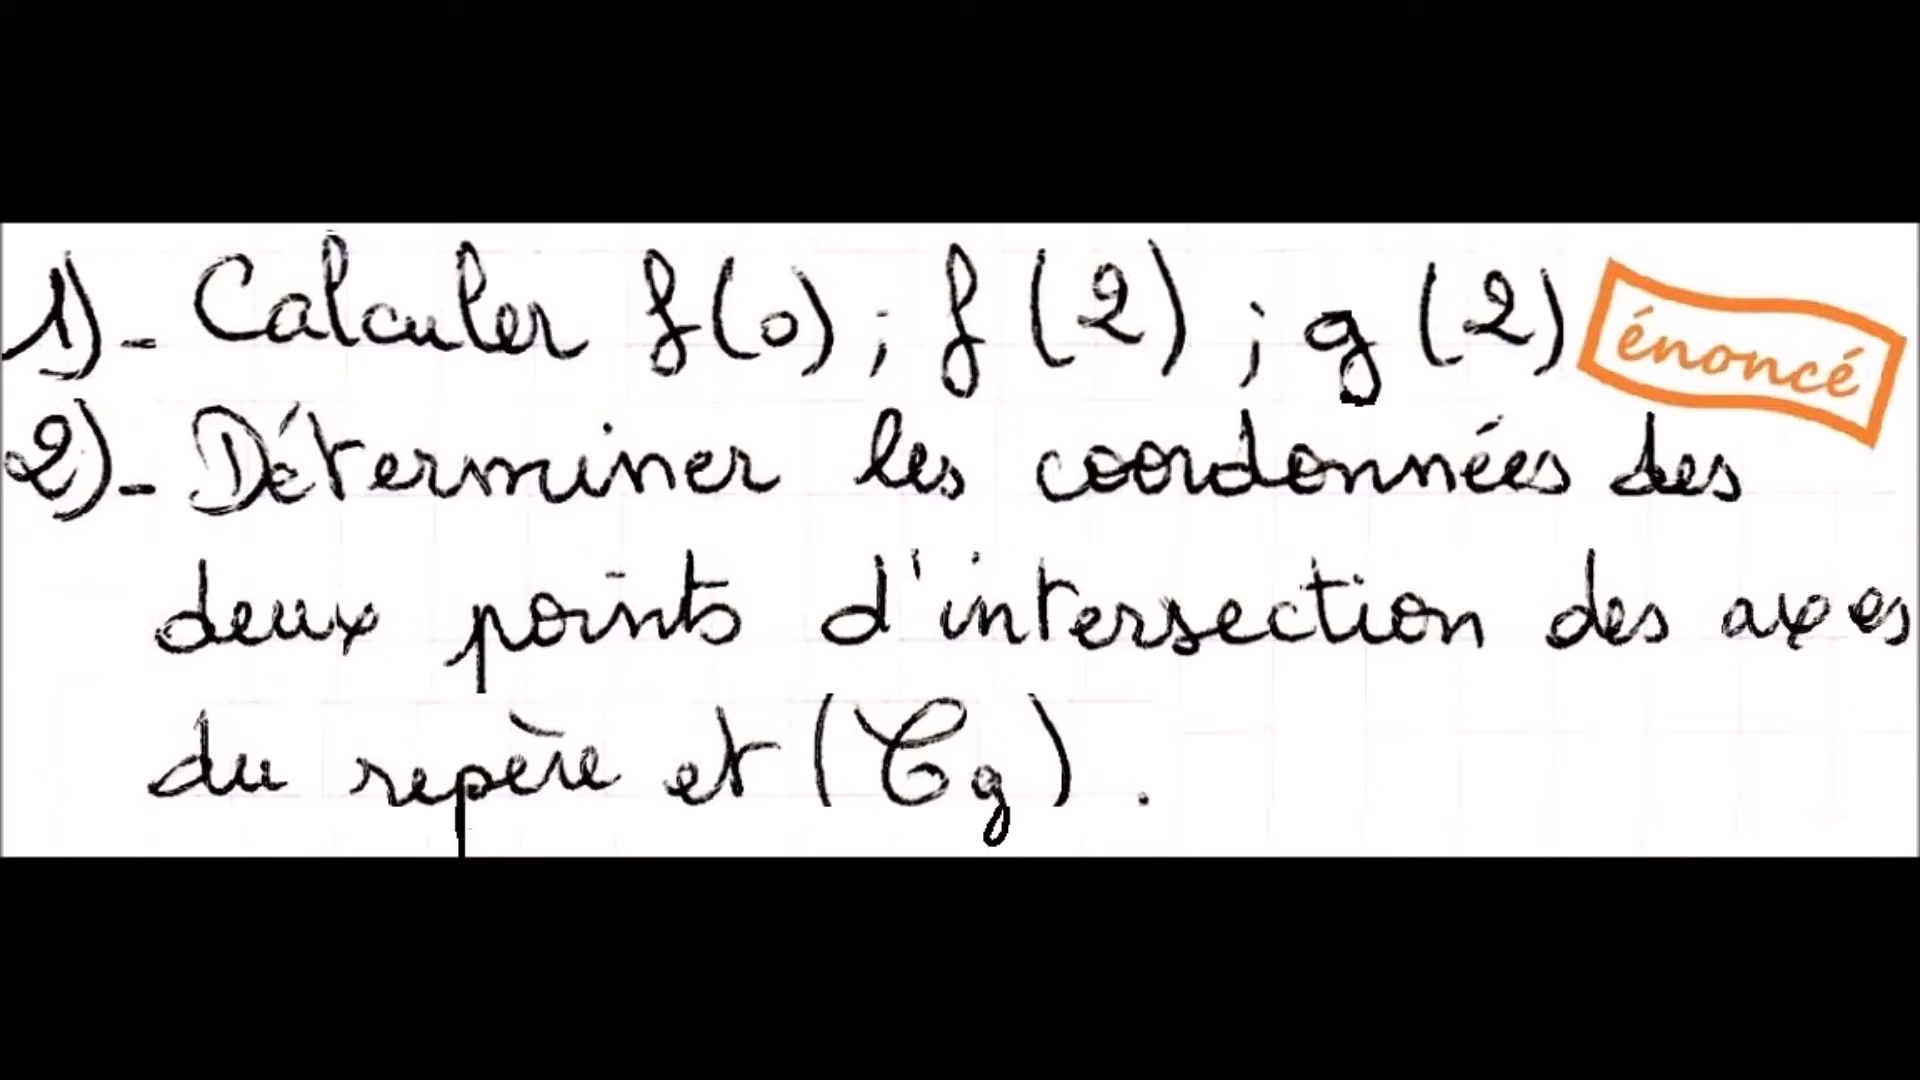 1)- Calculer f(0) ; f(2) ; g(2) énoncé
2)- Déterminer les coordonnées des
deux points d'intersection des axes
du repère et (Cg).